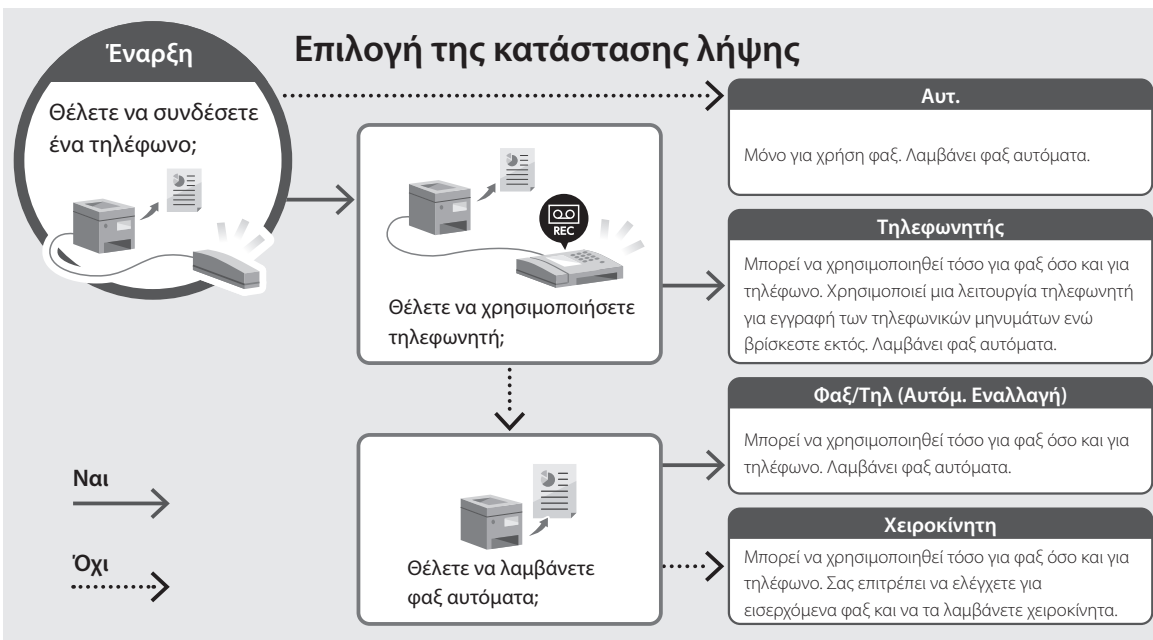 Επιλογή της κατάστασης λήψης
Έναρξη
Θέλετε να συνδέσετε
ένα τηλέφωνο;
REC
Θέλετε να χρησιμοποιήσετε
τηλεφωνητή;
Θέλετε να λαμβάνετε
φαξ αυτόματα;
Αυτ.
Μόνο για χρήση φαξ. Λαμβάνει φαξ αυτόματα.
Τηλεφωνητής
Μπορεί να χρησιμοποιηθεί τόσο για φαξ όσο και για
τηλέφωνο. Χρησιμοποιεί μια λειτουργία τηλεφωνητή
για εγγραφή των τηλεφωνικών μηνυμάτων ενώ
βρίσκεστε εκτός. Λαμβάνει φαξ αυτόματα.
Φαξ/Τηλ (Αυτόμ. Εναλλαγή)
Μπορεί να χρησιμοποιηθεί τόσο για φαξ όσο και για
τηλέφωνο. Λαμβάνει φαξ αυτόματα.
Χειροκίνητη
Μπορεί να χρησιμοποιηθεί τόσο για φαξ όσο και για
τηλέφωνο. Σας επιτρέπει να ελέγχετε για
εισερχόμενα φαξ και να τα λαμβάνετε χειροκίνητα.
Ναι
Όχι